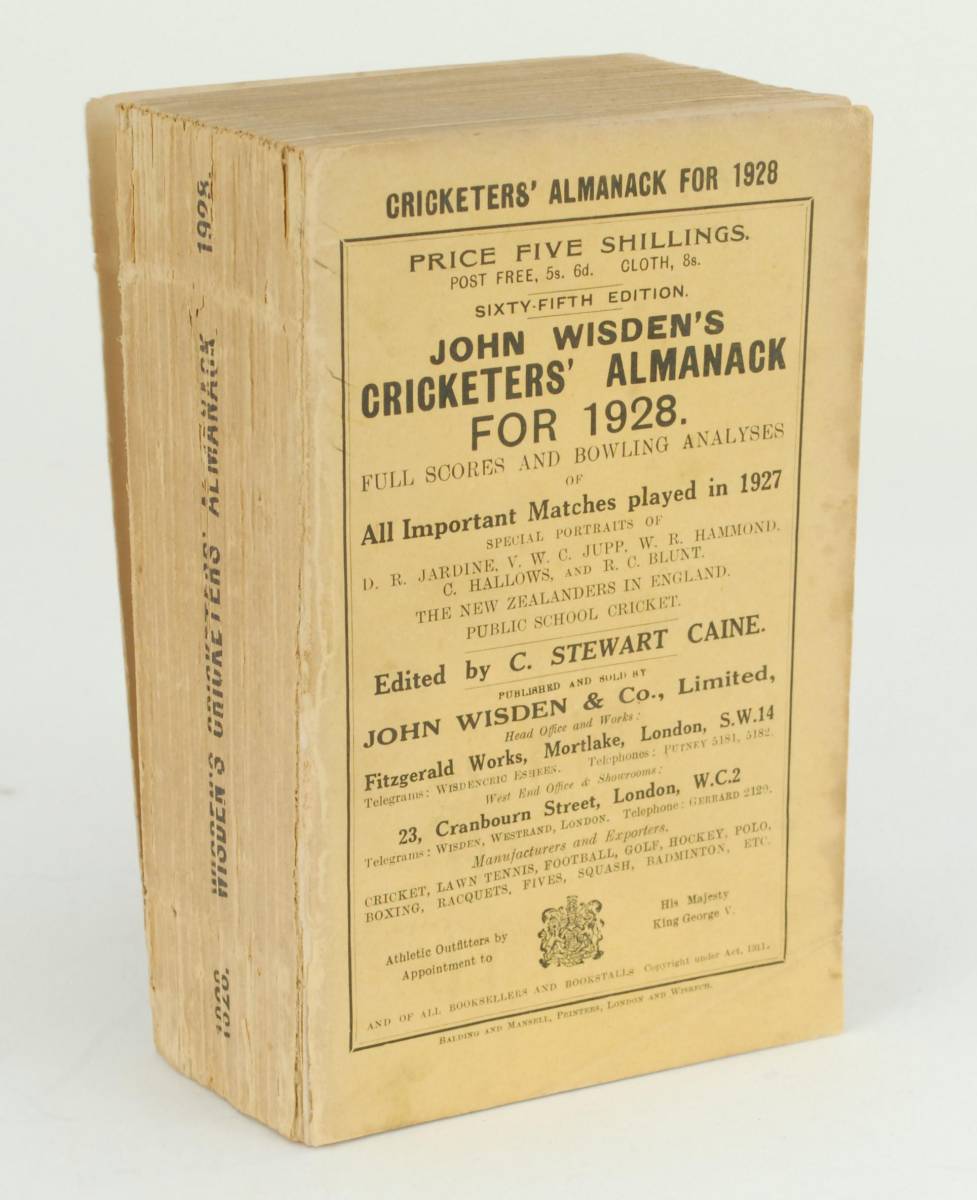 CRICKETERS' ALMANACK FOR 1928
PRICE FIVE SHILLINGS.
POST FREE, 5s. 6d. CLOTH, 8s.
SIXTY-FIFTH EDITION.
JOHN WISDEN'S
CRICKETERS' ALMANACK
FOR 1928.
FULL SCORES AND BOWLING ANALYSES
OF
All Important Matches played in 1927
SPECIAL PORTRAITS OF
D. R. JARDINE, V. W. C. JUPP, W. R. HAMMOND,
C. HALLOWS, AND R. C. BLUNT.
THE NEW ZEALANDERS IN ENGLAND.
PUBLIC SCHOOL CRICKET.
Edited by C. STEWART CAINE.
PUBLISHED AND SOLD BY
JOHN WISDEN & Co., Limited,
Head Office and Works:
Fitzgerald Works, Mortlake, London, S.W.14
Telegrams: WISDENCRIC ESHEEN. Telephones: PUTNEY 5181, 5182.
West End Office & Showrooms:
23, Cranbourn Street, London, W.C.2
Telegrams: WISDEN, WESTRAND, LONDON. Telephone: GERRARD 2129.
Manufacturers and Exporters.
CRICKET, LAWN TENNIS, FOOTBALL, GOLF, HOCKEY, POLO,
BOXING, RACQUETS, FIVES, SQUASH, BADMINTON, ETC.
Athletic Outfitters by
Appointment to
His Majesty
King George V.
AND OF ALL BOOKSELLERS AND BOOKSTALLS Copyright under Act, 1911.
BALDING AND MANSELL, PRINTERS, LONDON AND WISBECH.
WISDEN'S CRICKETERS' ALMANACK 1928.